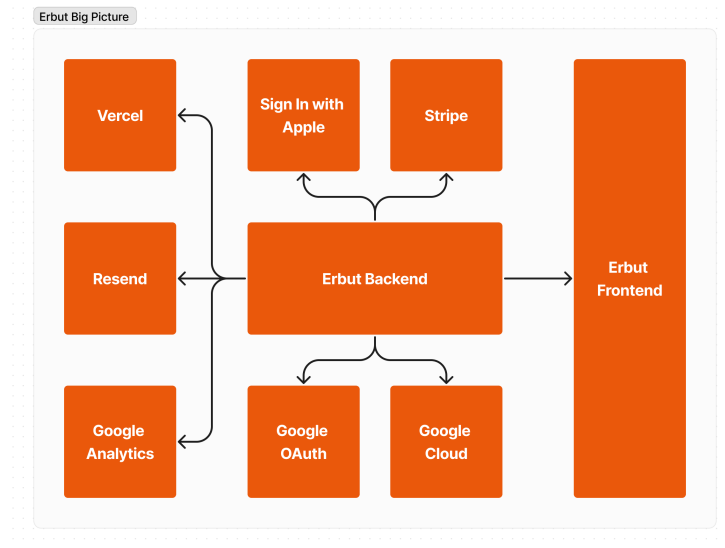 Erbut Big Picture
Vercel
Sign In with
Apple
Stripe
Resend
Erbut Backend
Erbut
Frontend
Google
Analytics
Google
OAuth
Google
Cloud